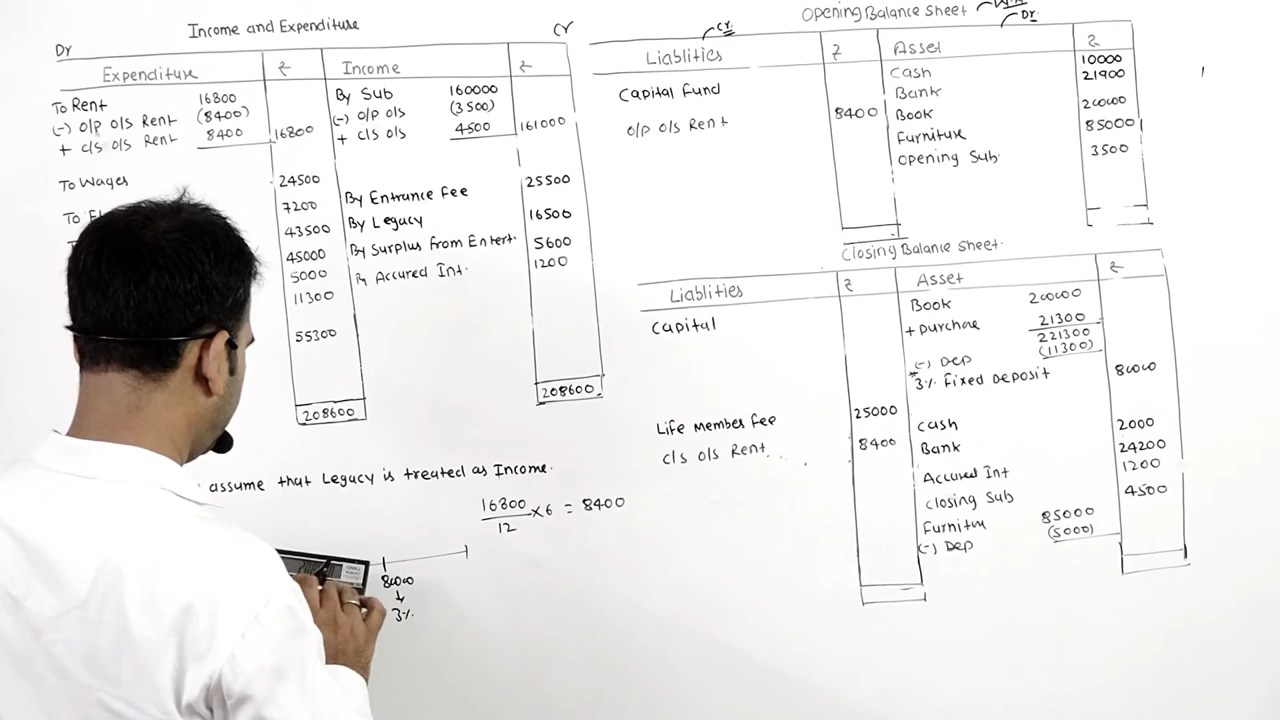 Income and Expenditure
Dr
Cr
Expenditure ₹ Income ₹
To Rent 16800
(-) o/p o/s Rent (8400)
+ c/s o/s Rent 8400 16800
To Wages 24500
7200
43500
45000
5000
11300
55300
208600
By Sub 160000
(-) o/p o/s (3500)
+ c/s o/s 4500 161000
By Entrance Fee 25500
By Legacy 16500
By Surplus from Entert. 5600
By Accured Int. 1200
208600
assume that Legacy is treated as Income.
16800/12 x 6 = 8400
80000
↓
3%
Opening Balance Sheet
Cr.
Dr.
Liablities ₹ Asset ₹
Capital Fund
o/p o/s Rent 8400
Cash 10000
Bank 21900
Book 200000
Furniture 85000
Opening Sub. 3500
Closing Balance Sheet.
Liablities ₹ Asset ₹
Capital
Life Member Fee 25000
c/s o/s Rent 8400
Book 200000
+ purchae 21300
221300
(-) Dep (11300)
*3% Fixed Deposit 80000
Cash 2000
Bank 24200
Accured Int 1200
Closing Sub 4500
Furnitur 85000
(-) Dep (5000)